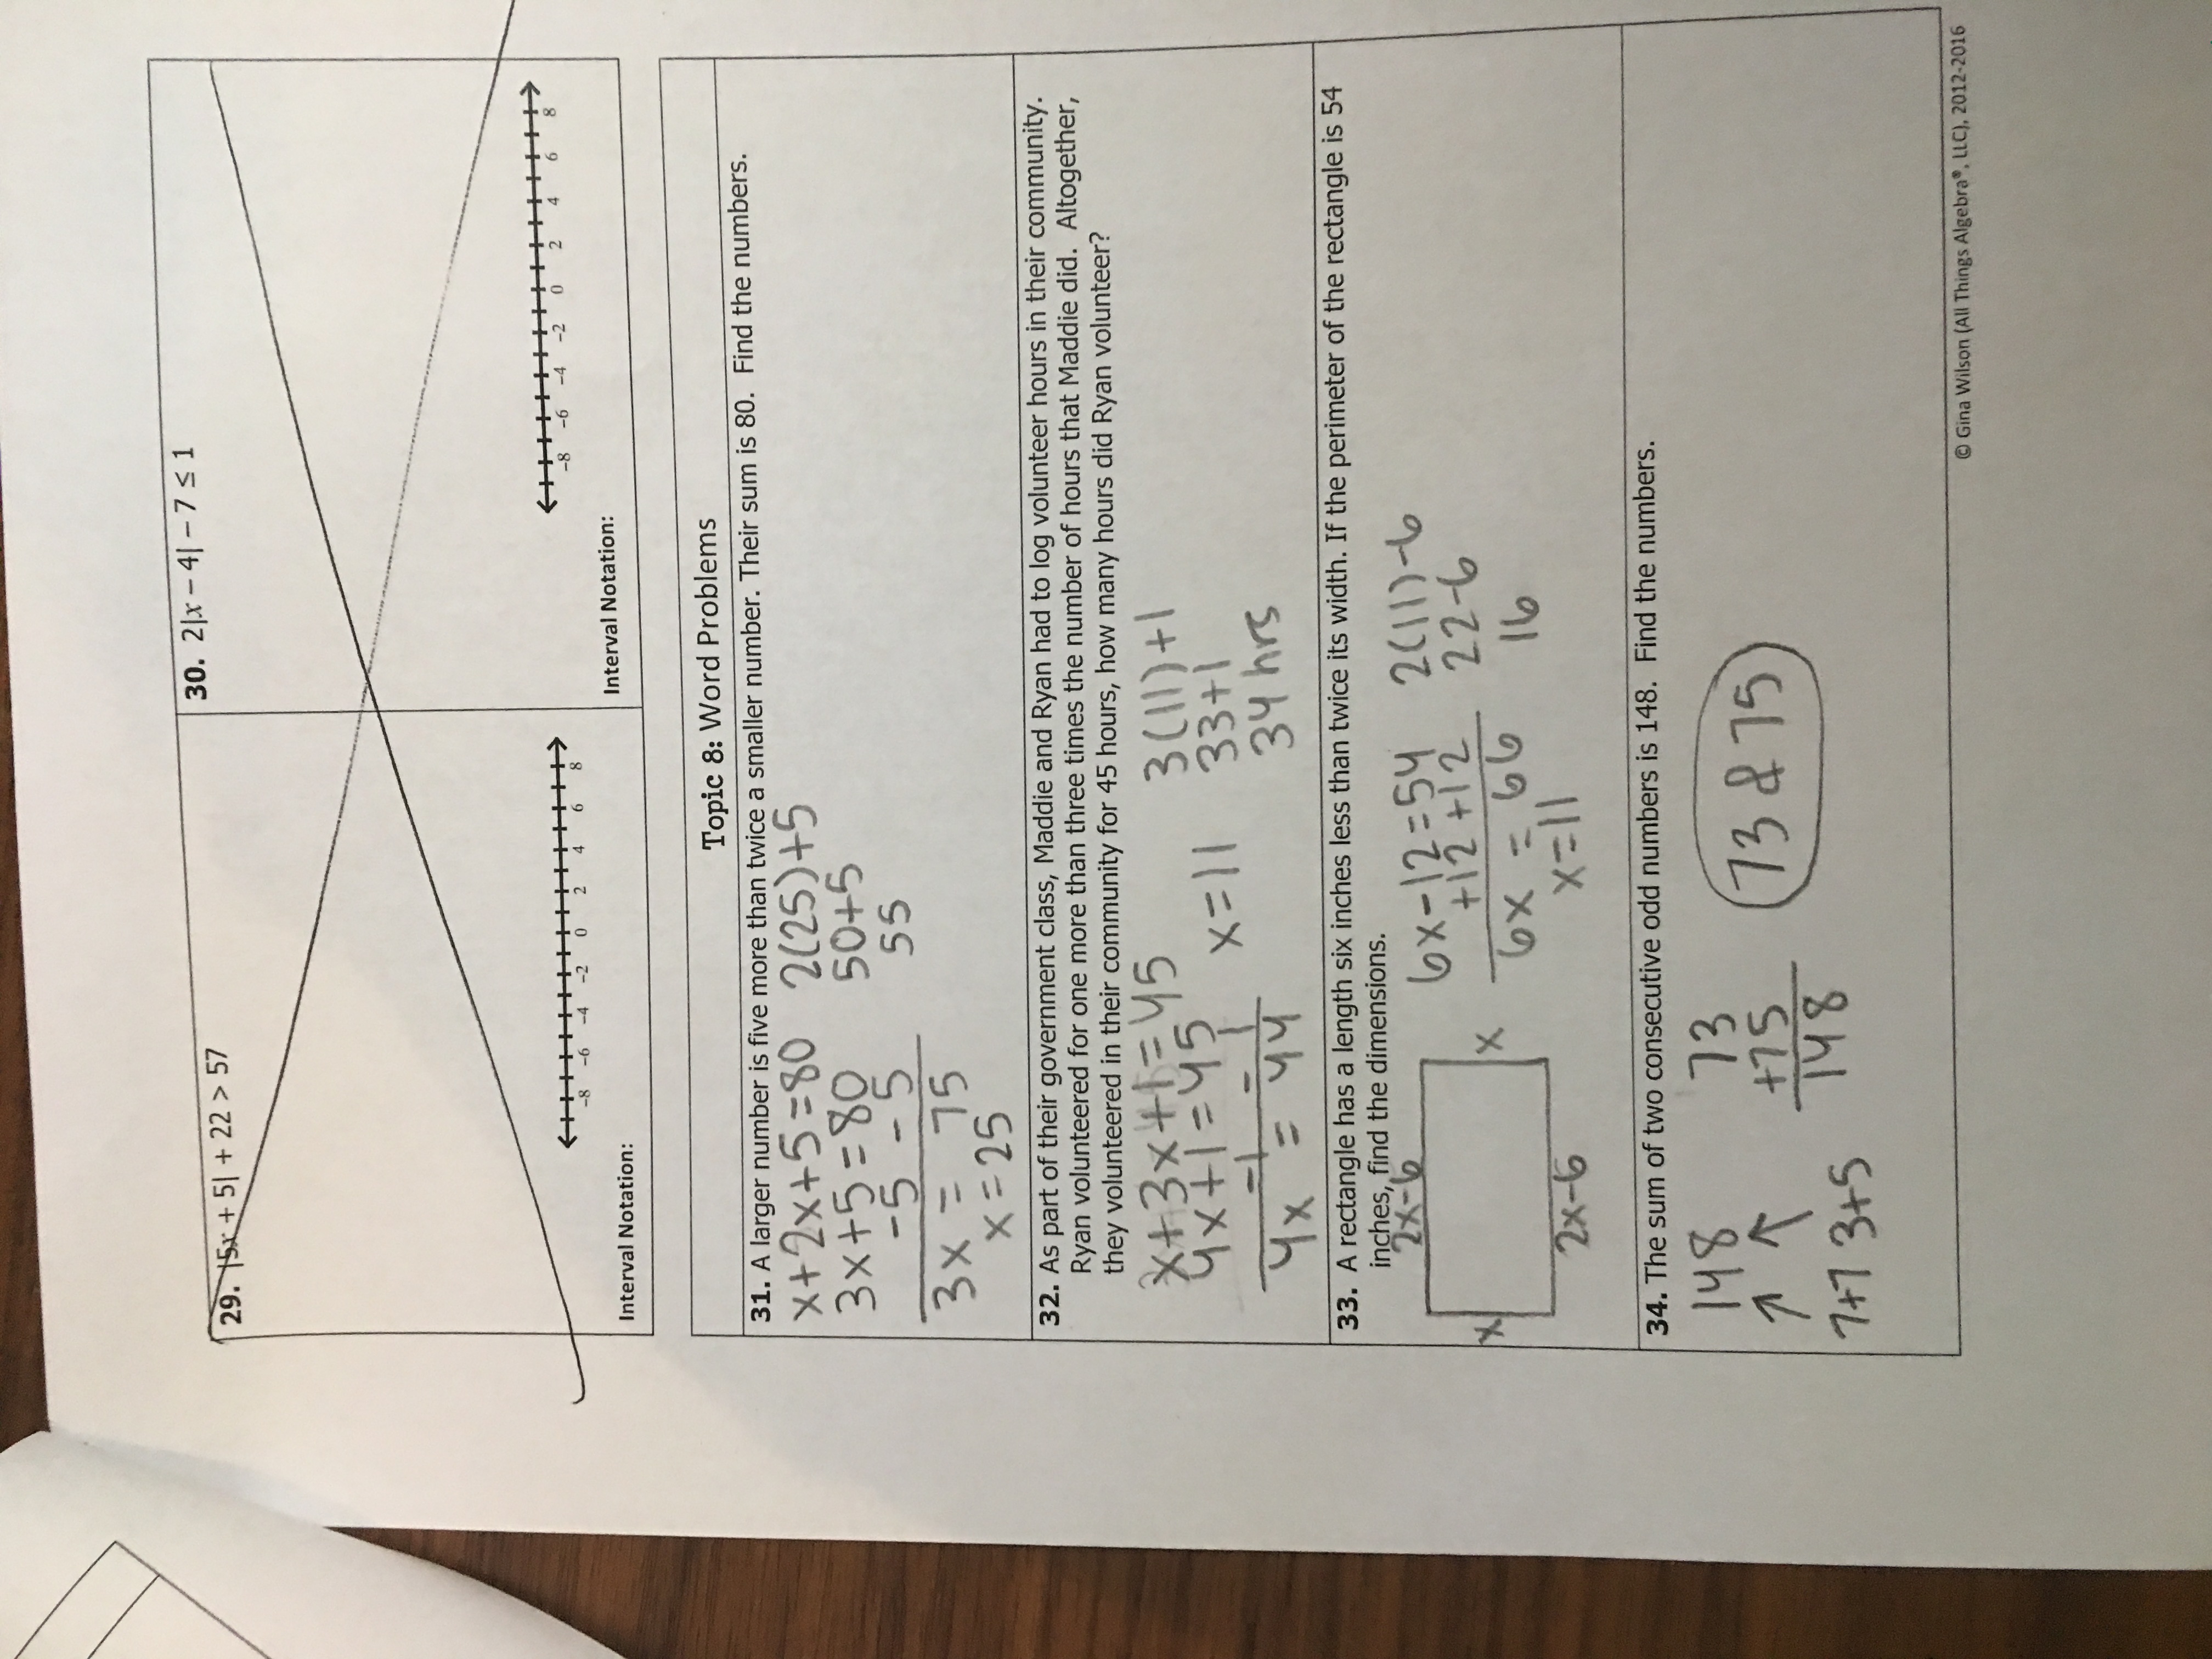 29. |5x + 5| + 22 > 57
30. 2|x – 4| – 7 ≤ 1
–8 –6 –4 –2 0 2 4 6 8
Interval Notation:
–8 –6 –4 –2 0 2 4 6 8
Interval Notation:
Topic 8: Word Problems
31. A larger number is five more than twice a smaller number. Their sum is 80. Find the numbers.
x+2x+5=80
3x+5=80
-5 -5
3x = 75
x=25
2(25)+5
50+5
55
32. As part of their government class, Maddie and Ryan had to log volunteer hours in their community.
Ryan volunteered for one more than three times the number of hours that Maddie did. Altogether,
they volunteered in their community for 45 hours, how many hours did Ryan volunteer?
x+3x+1=45
4x+1=45
-1 -1
4x = 44
x=11
3(11)+1
33+1
34 hrs
33. A rectangle has a length six inches less than twice its width. If the perimeter of the rectangle is 54
inches, find the dimensions.
2x-6
x
x
2x-6
6x-12=54
+12 +12
6x = 66
x=11
2(11)-6
22-6
16
34. The sum of two consecutive odd numbers is 148. Find the numbers.
148
7+7 3+5
73
+75
148
73 & 75
© Gina Wilson (All Things Algebra®, LLC), 2012-2016